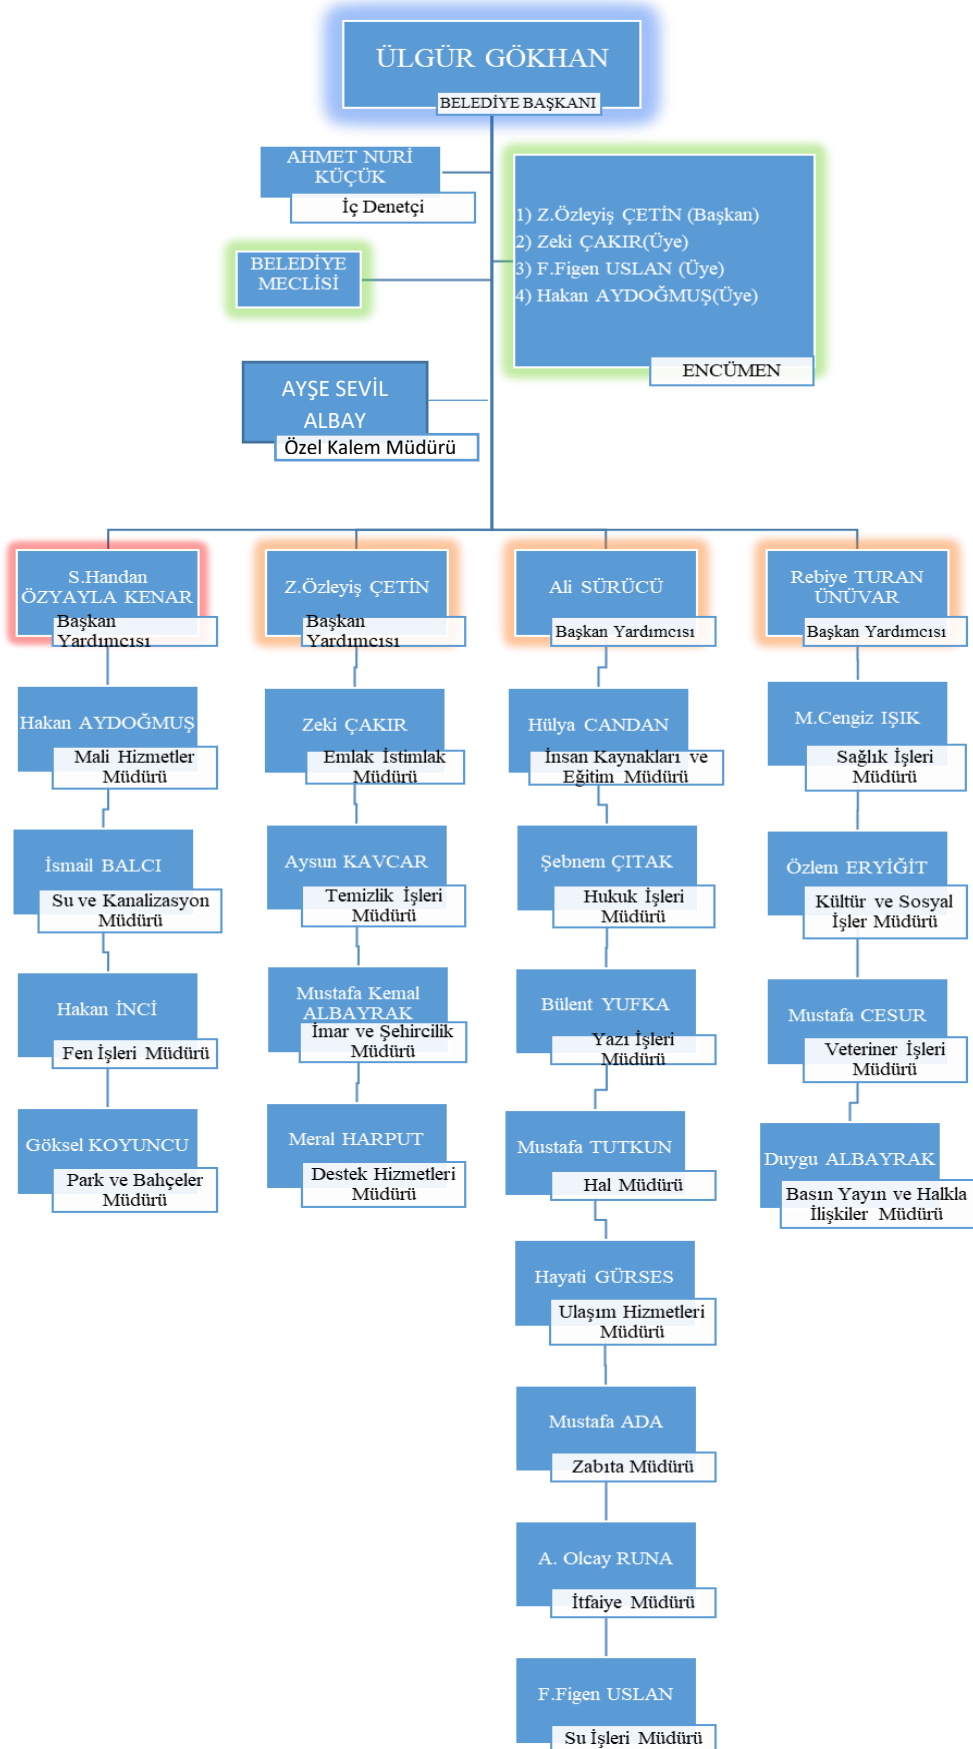 ÜLGÜR GÖKHAN
BELEDİYE BAŞKANI
AHMET NURİ
KÜÇÜK
İç Denetçi
1) Z.Özleyiş ÇETİN (Başkan)
2) Zeki ÇAKIR(Üye)
3) F.Figen USLAN (Üye)
4) Hakan AYDOĞMUŞ(Üye)
ENCÜMEN
BELEDİYE
MECLİSİ
AYŞE SEVİL
ALBAY
Özel Kalem Müdürü
S.Handan
ÖZYAYLA KENAR
Başkan
Yardımcısı
Hakan AYDOĞMUŞ
Mali Hizmetler
Müdürü
İsmail BALCI
Su ve Kanalizasyon
Müdürü
Hakan İNCİ
Fen İşleri Müdürü
Göksel KOYUNCU
Park ve Bahçeler
Müdürü
Z.Özleyiş ÇETİN
Başkan
Yardımcısı
Zeki ÇAKIR
Emlak İstimlak
Müdürü
Aysun KAVCAR
Temizlik İşleri
Müdürü
Mustafa Kemal
ALBAYRAK
İmar ve Şehircilik
Müdürü
Meral HARPUT
Destek Hizmetleri
Müdürü
Ali SÜRÜCÜ
Başkan Yardımcısı
Hülya CANDAN
İnsan Kaynakları ve
Eğitim Müdürü
Şebnem ÇITAK
Hukuk İşleri
Müdürü
Bülent YUFKA
Yazı İşleri
Müdürü
Mustafa TUTKUN
Hal Müdürü
Hayati GÜRSES
Ulaşım Hizmetleri
Müdürü
Mustafa ADA
Zabıta Müdürü
A. Olcay RUNA
İtfaiye Müdürü
F.Figen USLAN
Su İşleri Müdürü
Rebiye TURAN
ÜNÜVAR
Başkan Yardımcısı
M.Cengiz IŞIK
Sağlık İşleri
Müdürü
Özlem ERYİĞİT
Kültür ve Sosyal
İşler Müdürü
Mustafa CESUR
Veteriner İşleri
Müdürü
Duygu ALBAYRAK
Basın Yayın ve Halkla
İlişkiler Müdürü